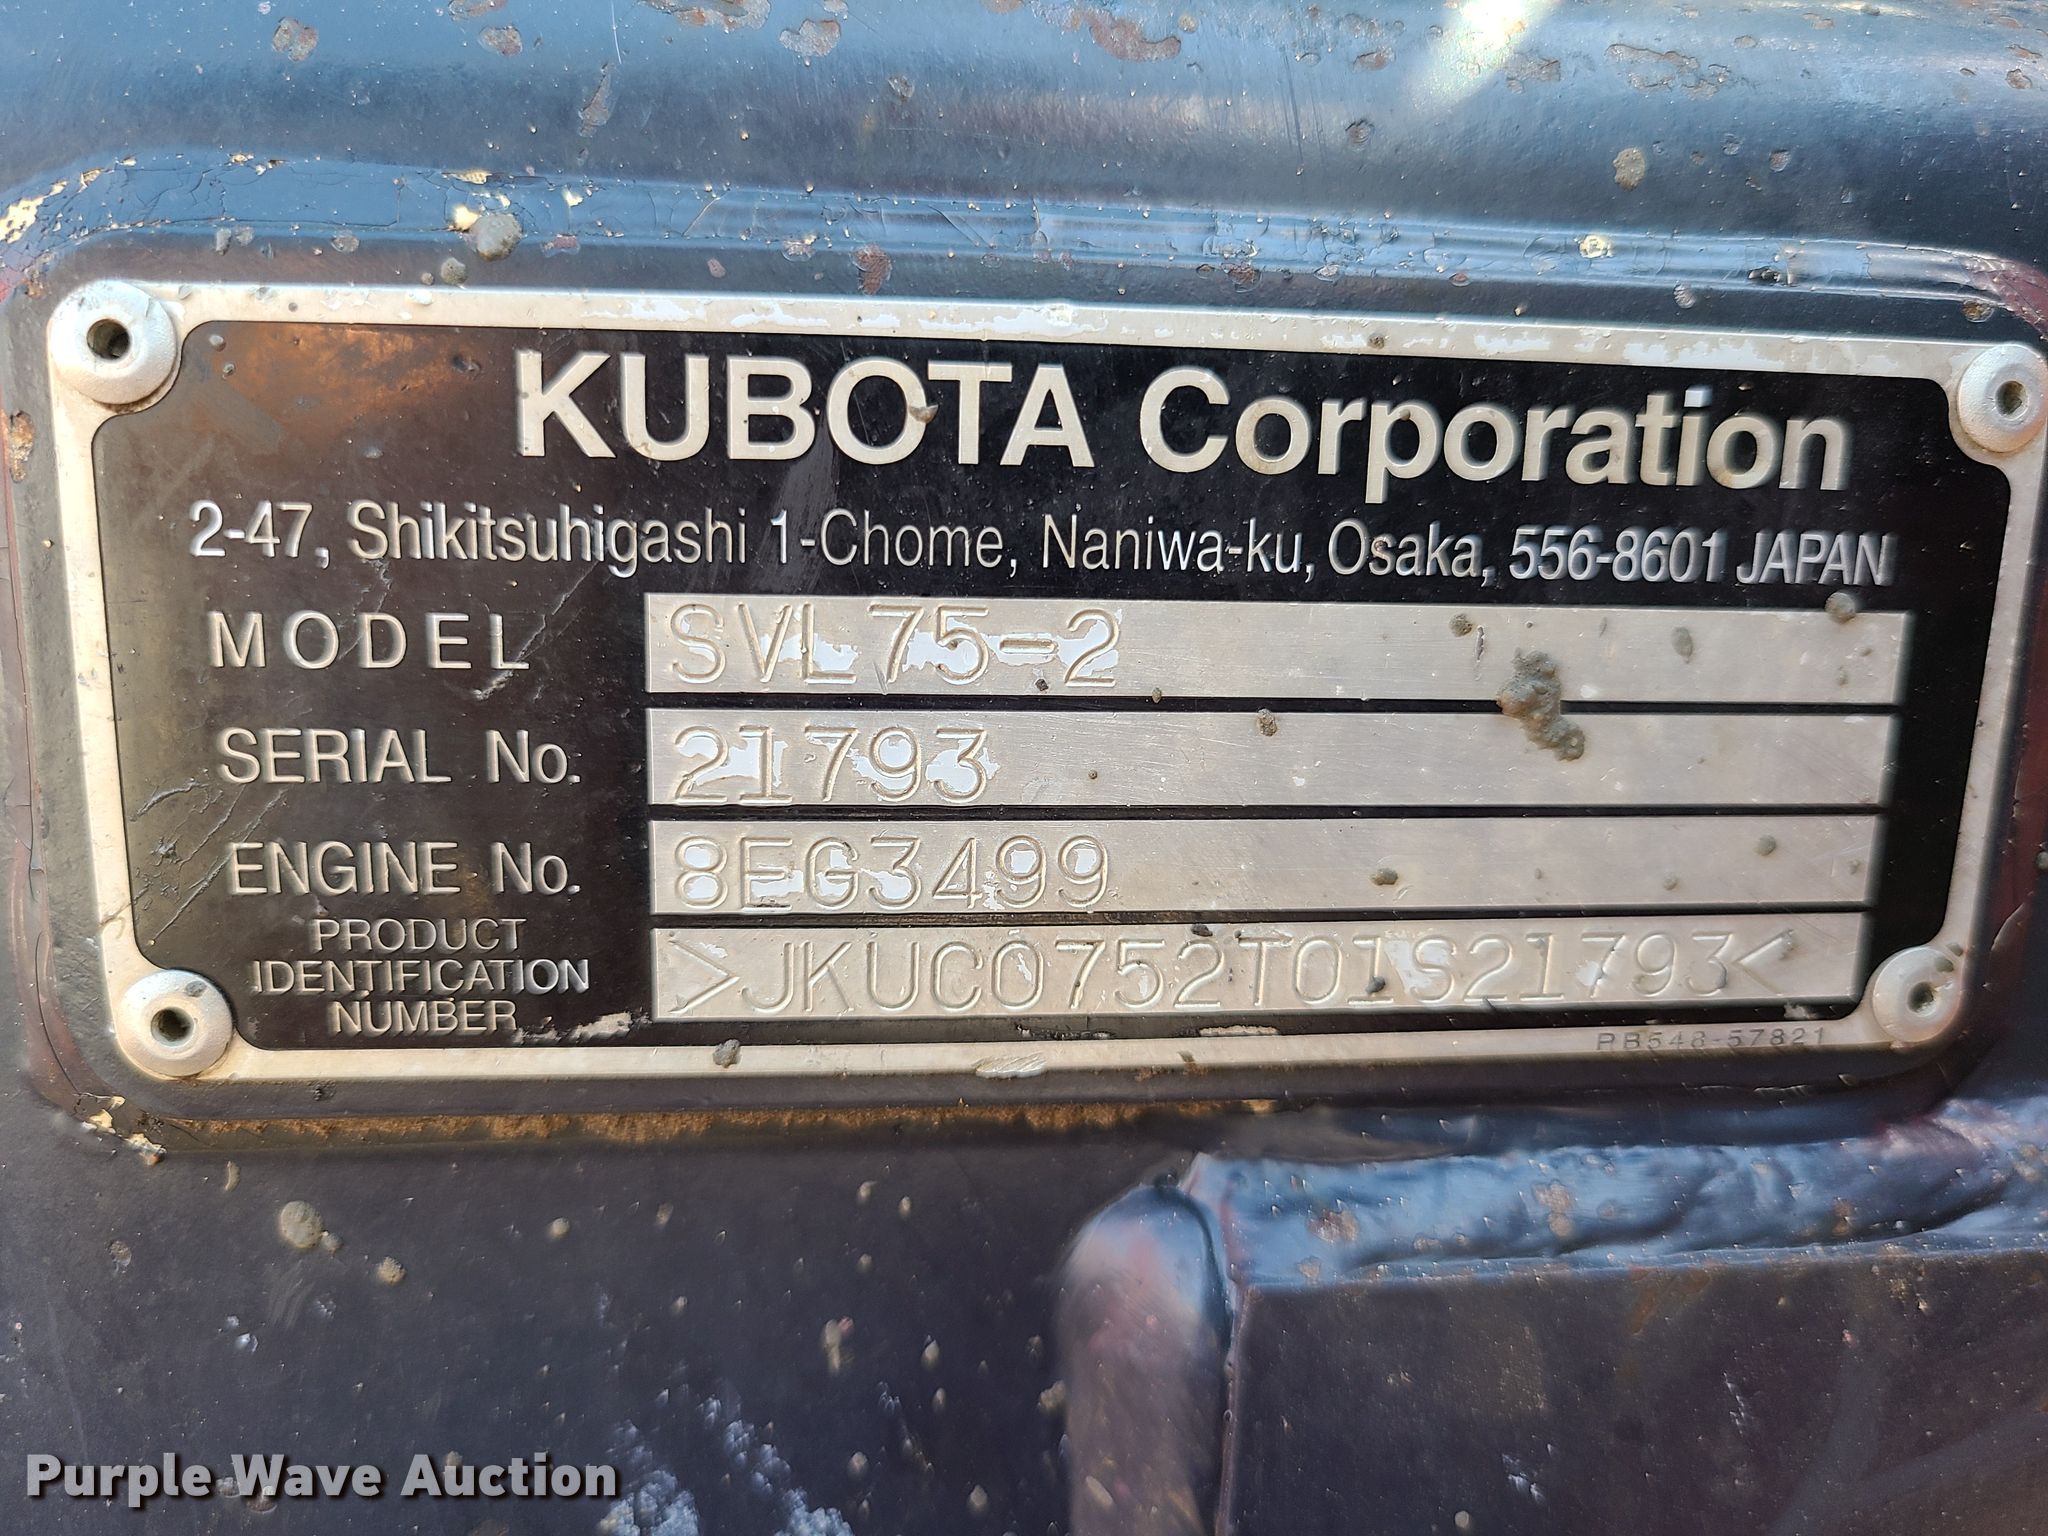 KUBOTA Corporation
2-47, Shikitsuhigashi 1-Chome, Naniwa-ku, Osaka, 556-8601 JAPAN
MODEL SVL75-2
SERIAL No. 21793
ENGINE No. 8EG3499
PRODUCT IDENTIFICATION NUMBER >JKUC0752T01S21793<
RB548-57821
Purple Wave Auction